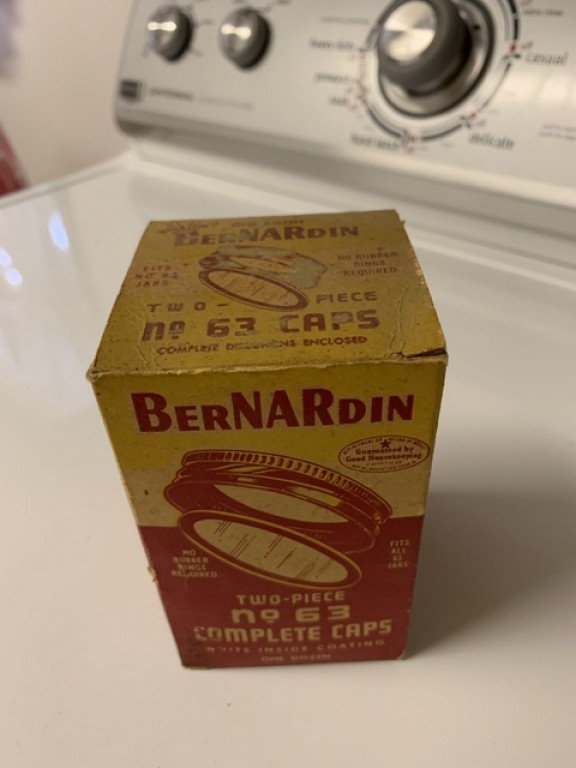 Casual
delicate
BERNARDIN
FITS
NO 63
JARS
NO RUBBER
RINGS
REQUIRED
TWO-PIECE
No 63 CAPS
COMPLETE DIRECTIONS ENCLOSED
BERNARDIN
Guaranteed by
Good Housekeeping
NO
RUBBER
RINGS
REQUIRED
FITS
ALL
63
JARS
TWO-PIECE
No 63
COMPLETE CAPS
WHITE INSIDE COATING
ONE DOZEN